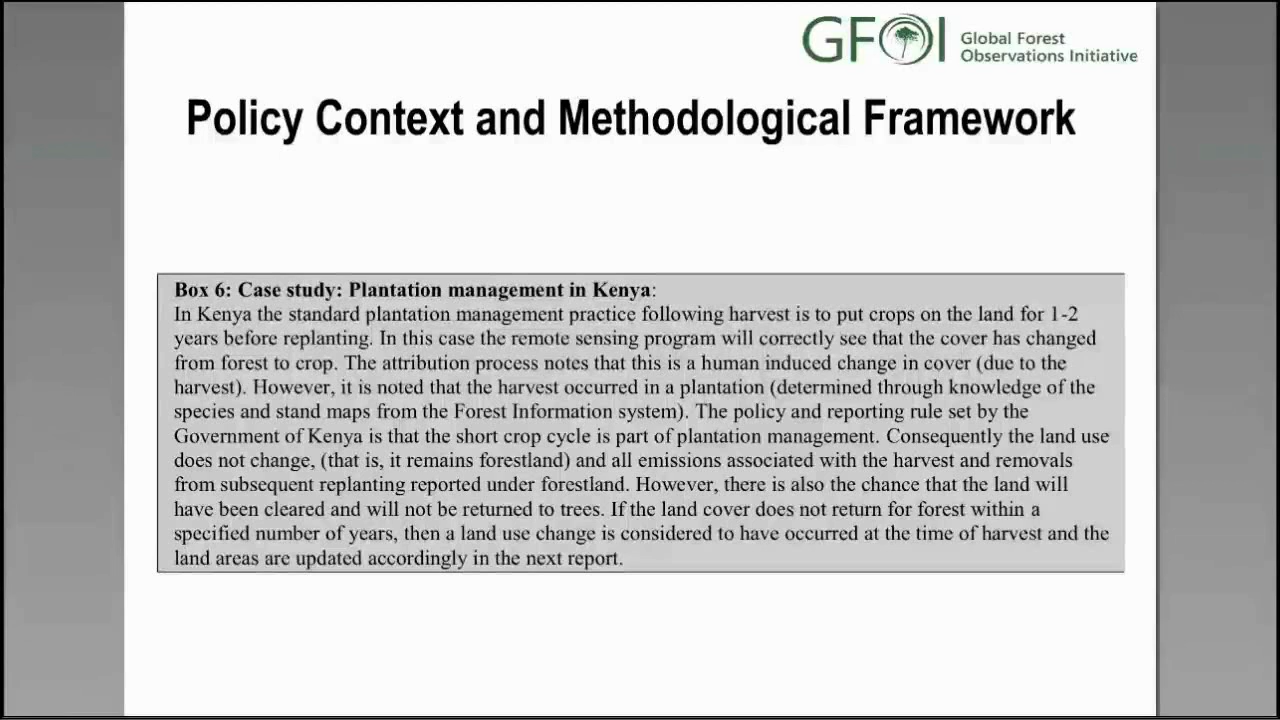 GFOI Global Forest
Observations Initiative
Policy Context and Methodological Framework
Box 6: Case study: Plantation management in Kenya:
In Kenya the standard plantation management practice following harvest is to put crops on the land for 1-2
years before replanting. In this case the remote sensing program will correctly see that the cover has changed
from forest to crop. The attribution process notes that this is a human induced change in cover (due to the
harvest). However, it is noted that the harvest occurred in a plantation (determined through knowledge of the
species and stand maps from the Forest Information system). The policy and reporting rule set by the
Government of Kenya is that the short crop cycle is part of plantation management. Consequently the land use
does not change, (that is, it remains forestland) and all emissions associated with the harvest and removals
from subsequent replanting reported under forestland. However, there is also the chance that the land will
have been cleared and will not be returned to trees. If the land cover does not return for forest within a
specified number of years, then a land use change is considered to have occurred at the time of harvest and the
land areas are updated accordingly in the next report.